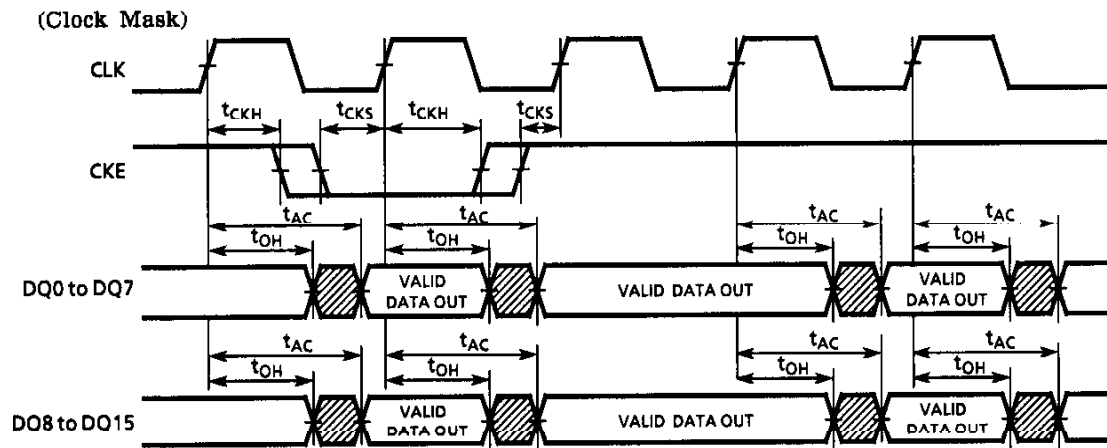 (Clock Mask)
CLK
tCKH tCKS tCKH tCKS
CKE
tAC tAC tAC tAC
tOH tOH tOH tOH
DQ0 to DQ7 VALID DATA OUT VALID DATA OUT VALID DATA OUT
tAC tAC tAC tAC
tOH tOH tOH tOH
DQ8 to DQ15 VALID DATA OUT VALID DATA OUT VALID DATA OUT